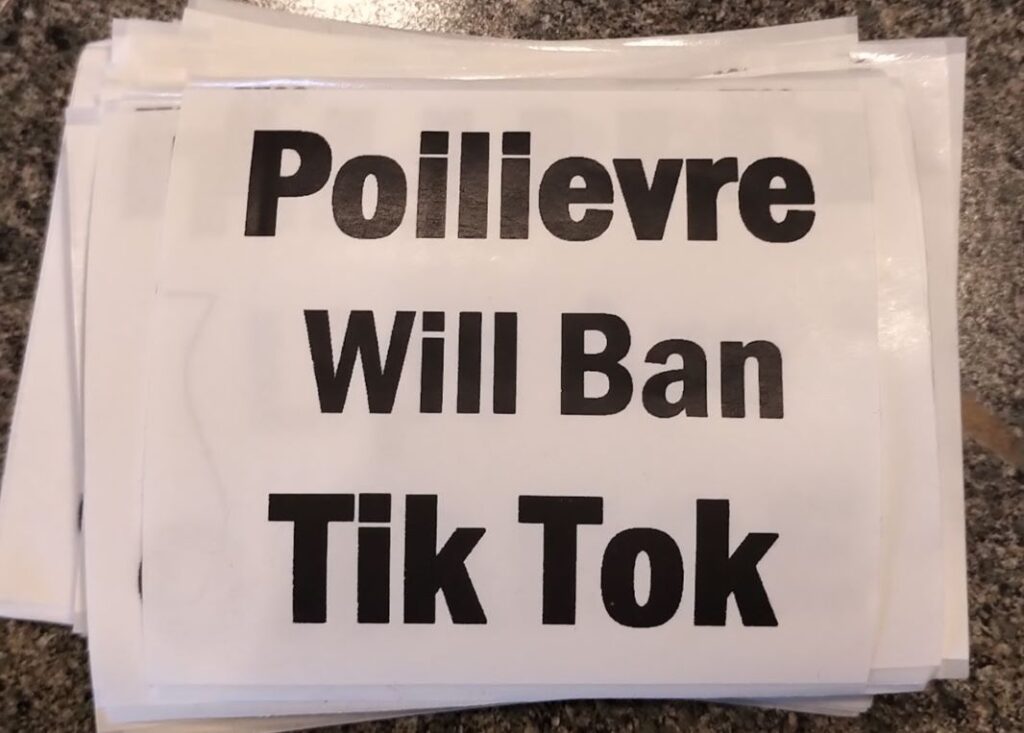 Poilievre
Will Ban
Tik Tok